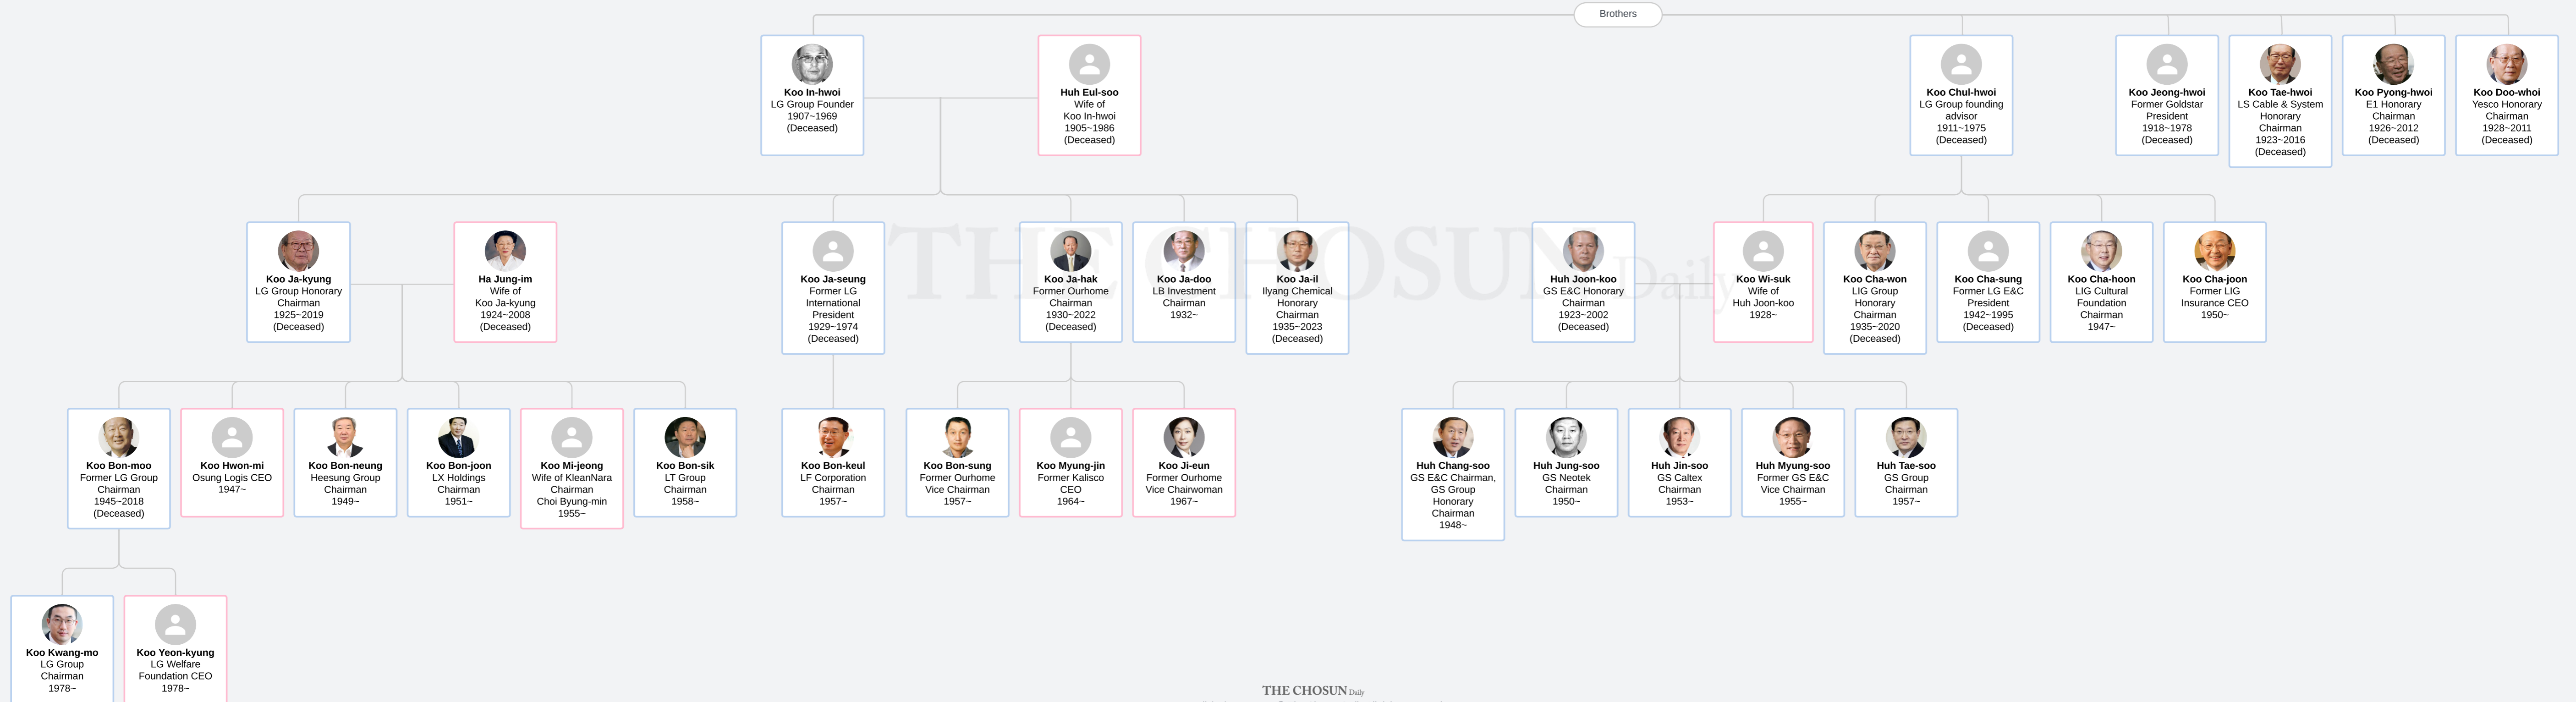 Brothers
Koo In-hwoi
LG Group Founder
1907~1969
(Deceased)
Huh Eul-soo
Wife of
Koo In-hwoi
1905~1986
(Deceased)
Koo Chul-hwoi
LG Group founding
advisor
1911~1975
(Deceased)
Koo Jeong-hwoi
Former Goldstar
President
1918~1978
(Deceased)
Koo Tae-hwoi
LS Cable & System
Honorary
Chairman
1923~2016
(Deceased)
Koo Pyong-hwoi
E1 Honorary
Chairman
1926~2012
(Deceased)
Koo Doo-whoi
Yesco Honorary
Chairman
1928~2011
(Deceased)
THE CHOSUN Daily
Koo Ja-kyung
LG Group Honorary
Chairman
1925~2019
(Deceased)
Ha Jung-im
Wife of
Koo Ja-kyung
1924~2008
(Deceased)
Koo Ja-seung
Former LG
International
President
1929~1974
(Deceased)
Koo Ja-hak
Former Ourhome
Chairman
1930~2022
(Deceased)
Koo Ja-doo
LB Investment
Chairman
1932~
Koo Ja-il
Ilyang Chemical
Honorary
Chairman
1935~2023
(Deceased)
Huh Joon-koo
GS E&C Honorary
Chairman
1923~2002
(Deceased)
Koo Wi-suk
Wife of
Huh Joon-koo
1928~
Koo Cha-won
LIG Group
Honorary
Chairman
1935~2020
(Deceased)
Koo Cha-sung
Former LG E&C
President
1942~1995
(Deceased)
Koo Cha-hoon
LIG Cultural
Foundation
Chairman
1947~
Koo Cha-joon
Former LIG
Insurance CEO
1950~
Koo Bon-moo
Former LG Group
Chairman
1945~2018
(Deceased)
Koo Hwon-mi
Osung Logis CEO
1947~
Koo Bon-neung
Heesung Group
Chairman
1949~
Koo Bon-joon
LX Holdings
Chairman
1951~
Koo Mi-jeong
Wife of KleanNara
Chairman
Choi Byung-min
1955~
Koo Bon-sik
LT Group
Chairman
1958~
Koo Bon-keul
LF Corporation
Chairman
1957~
Koo Bon-sung
Former Ourhome
Vice Chairman
1957~
Koo Myung-jin
Former Kalisco
CEO
1964~
Koo Ji-eun
Former Ourhome
Vice Chairwoman
1967~
Huh Chang-soo
GS E&C Chairman,
GS Group
Honorary
Chairman
1948~
Huh Jung-soo
GS Neotek
Chairman
1950~
Huh Jin-soo
GS Caltex
Chairman
1953~
Huh Myung-soo
Former GS E&C
Vice Chairman
1955~
Huh Tae-soo
GS Group
Chairman
1957~
Koo Kwang-mo
LG Group
Chairman
1978~
Koo Yeon-kyung
LG Welfare
Foundation CEO
1978~
THE CHOSUN Daily